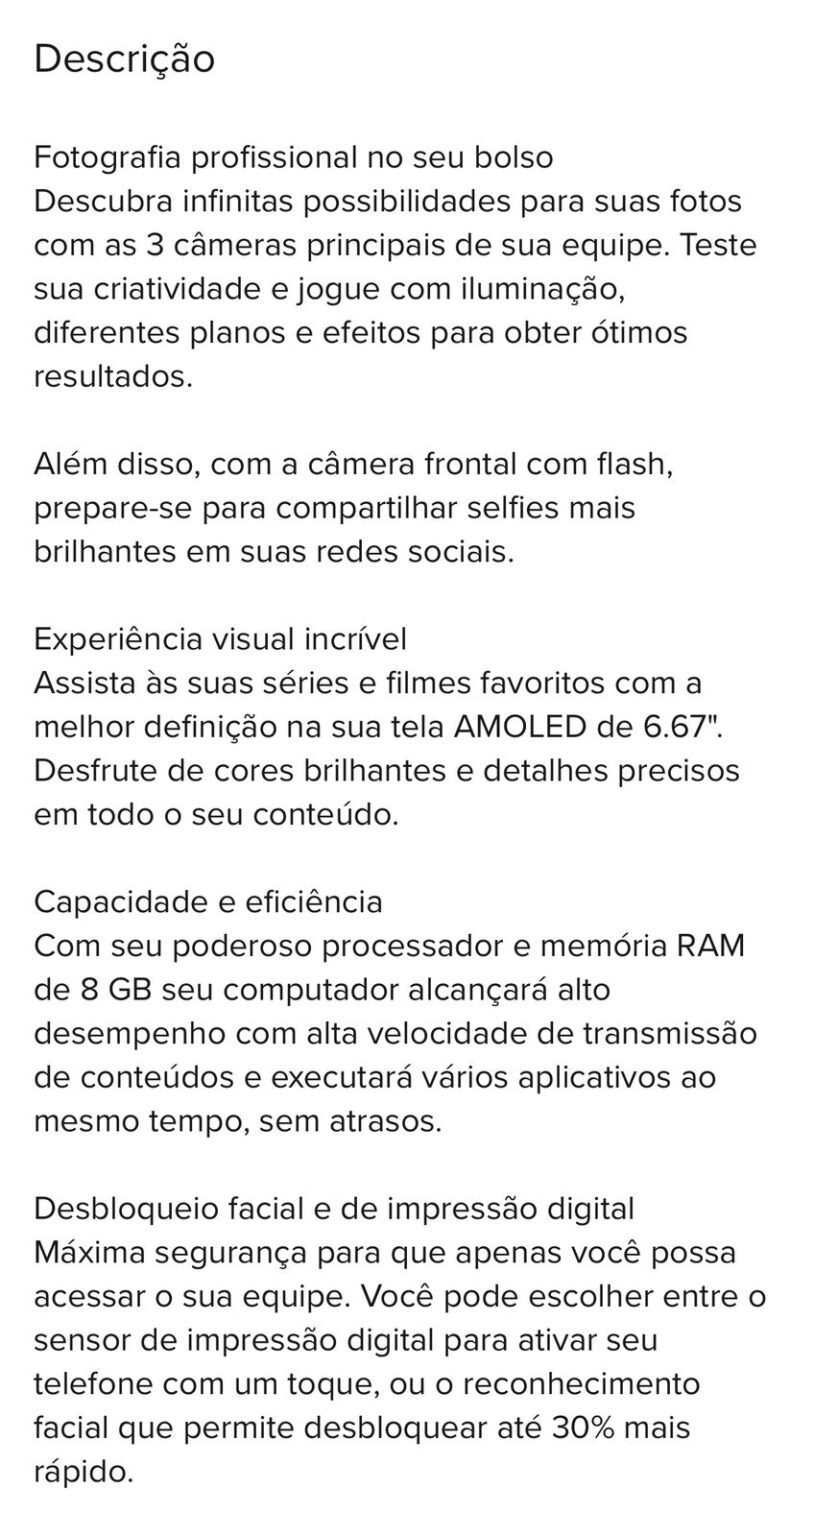 Descrição
Fotografia profissional no seu bolso
Descubra infinitas possibilidades para suas fotos
com as 3 câmeras principais de sua equipe. Teste
sua criatividade e jogue com iluminação,
diferentes planos e efeitos para obter ótimos
resultados.
Além disso, com a câmera frontal com flash,
prepare-se para compartilhar selfies mais
brilhantes em suas redes sociais.
Experiência visual incrível
Assista às suas séries e filmes favoritos com a
melhor definição na sua tela AMOLED de 6.67".
Desfrute de cores brilhantes e detalhes precisos
em todo o seu conteúdo.
Capacidade e eficiência
Com seu poderoso processador e memória RAM
de 8 GB seu computador alcançará alto
desempenho com alta velocidade de transmissão
de conteúdos e executará vários aplicativos ao
mesmo tempo, sem atrasos.
Desbloqueio facial e de impressão digital
Máxima segurança para que apenas você possa
acessar o sua equipe. Você pode escolher entre o
sensor de impressão digital para ativar seu
telefone com um toque, ou o reconhecimento
facial que permite desbloquear até 30% mais
rápido.